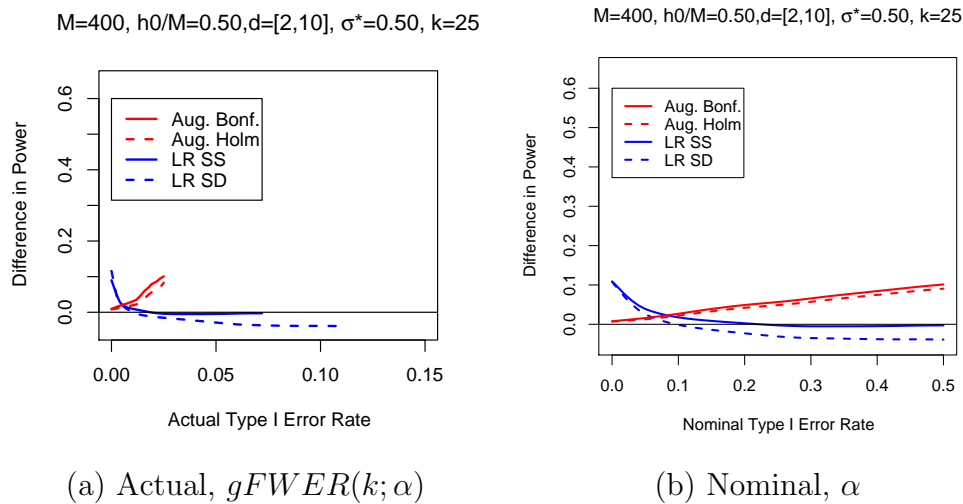 M=400, h0/M=0.50,d=[2,10], σ*=0.50, k=25
Difference in Power
0.6
0.4
0.2
0.0
Aug. Bonf.
Aug. Holm
LR SS
LR SD
0.00 0.05 0.10 0.15
Actual Type I Error Rate
(a) Actual, gFWER(k; α)
M=400, h0/M=0.50,d=[2,10], σ*=0.50, k=25
Difference in Power
0.6
0.5
0.4
0.3
0.2
0.1
0.0
Aug. Bonf.
Aug. Holm
LR SS
LR SD
0.0 0.1 0.2 0.3 0.4 0.5
Nominal Type I Error Rate
(b) Nominal, α